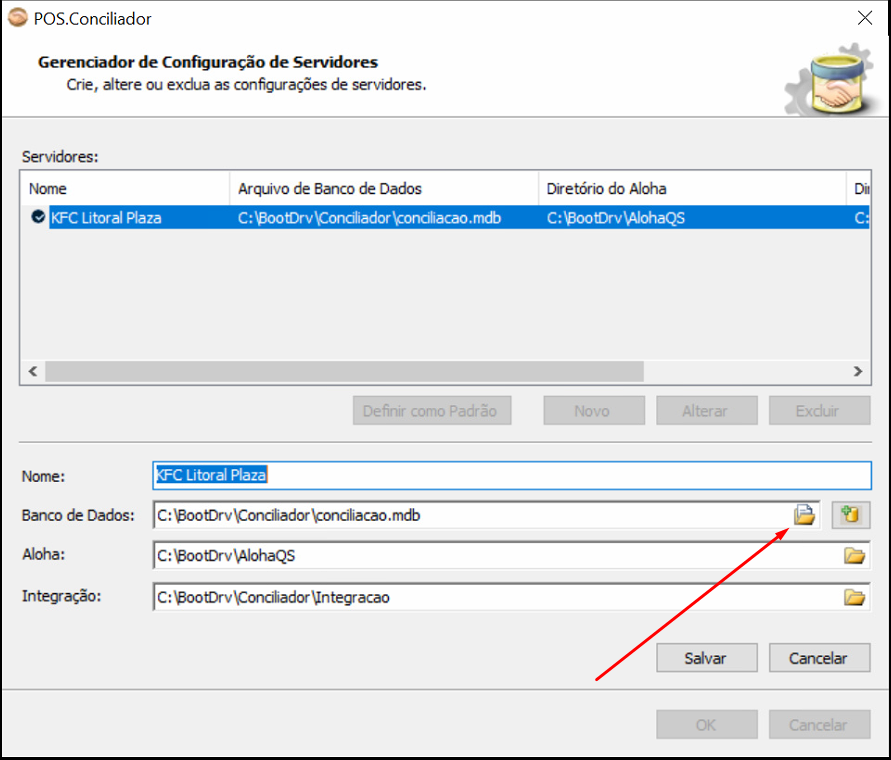 POS.Conciliador
Gerenciador de Configuração de Servidores
Crie, altere ou exclua as configurações de servidores.
Servidores:
Nome Arquivo de Banco de Dados Diretório do Aloha Dir
KFC Litoral Plaza C:\BootDrv\Conciliador\conciliacao.mdb C:\BootDrv\AlohaQS C:
Definir como Padrão Novo Alterar Excluir
Nome: KFC Litoral Plaza
Banco de Dados: C:\BootDrv\Conciliador\conciliacao.mdb
Aloha: C:\BootDrv\AlohaQS
Integração: C:\BootDrv\Conciliador\Integracao
Salvar Cancelar
OK Cancelar